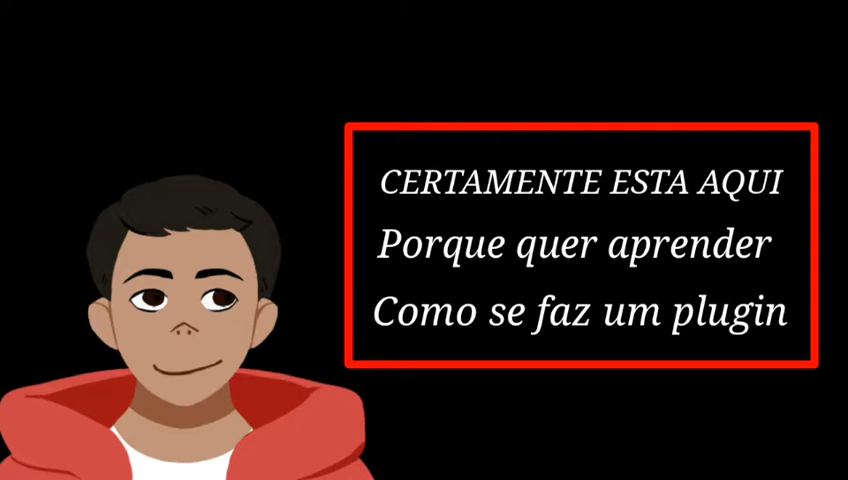 CERTAMENTE ESTA AQUI
Porque quer aprender
Como se faz um plugin